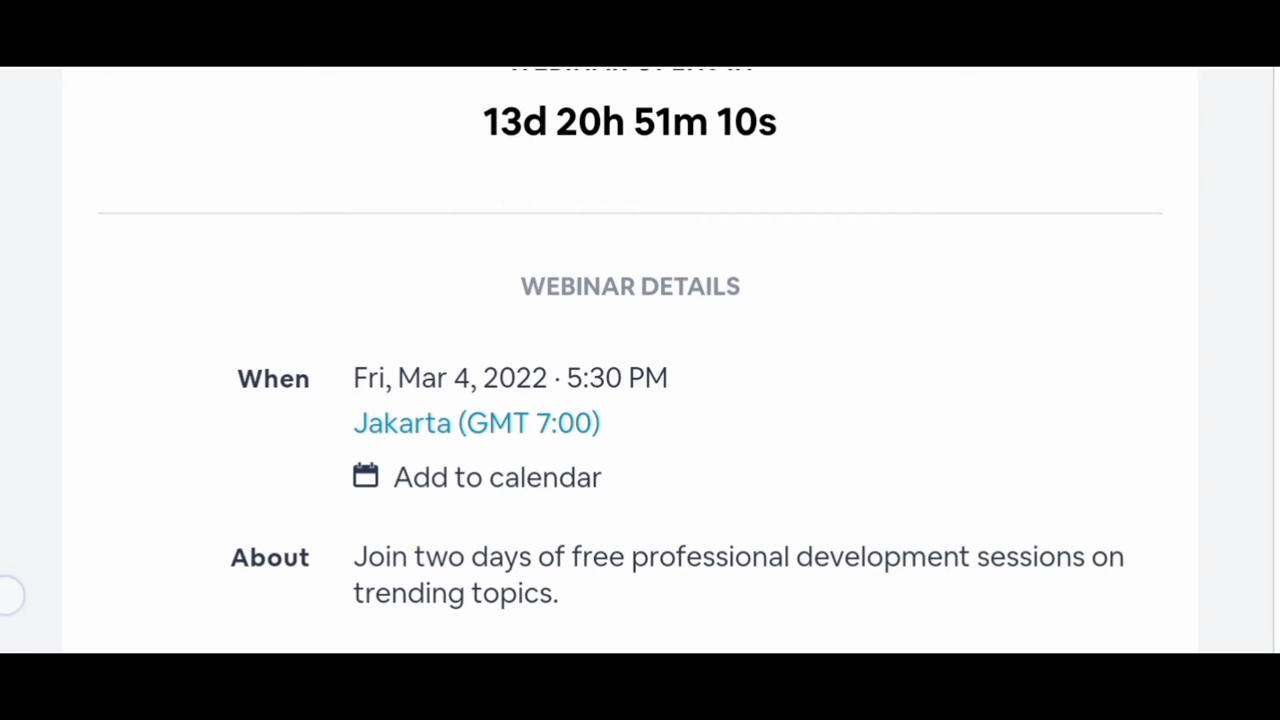 13d 20h 51m 10s
WEBINAR DETAILS
When Fri, Mar 4, 2022 · 5:30 PM
Jakarta (GMT 7:00)
Add to calendar
About Join two days of free professional development sessions on
trending topics.